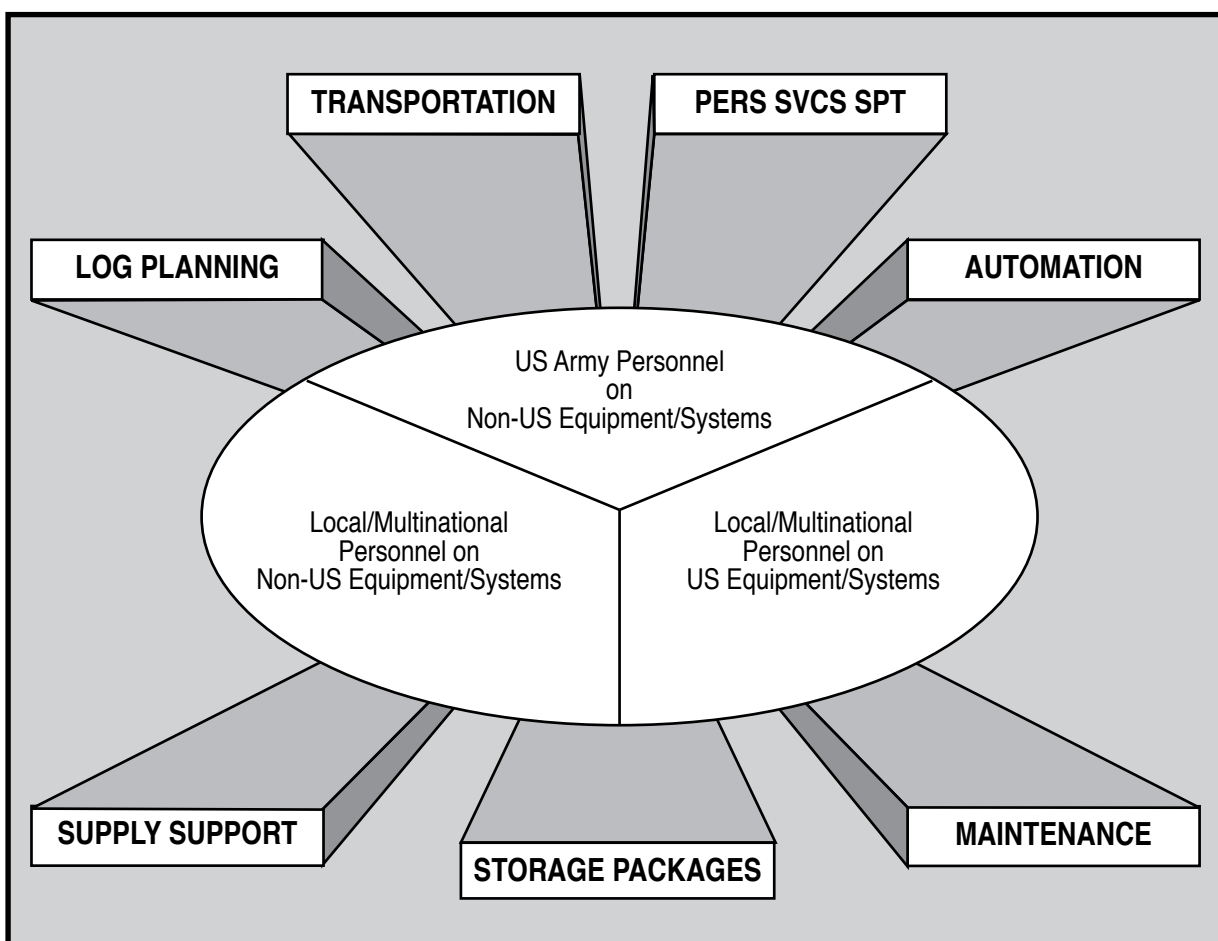 TRANSPORTATION
PERS SVCS SPT
LOG PLANNING
AUTOMATION
US Army Personnel
on
Non-US Equipment/Systems
Local/Multinational
Personnel on
Non-US Equipment/Systems
Local/Multinational
Personnel on
US Equipment/Systems
SUPPLY SUPPORT
STORAGE PACKAGES
MAINTENANCE